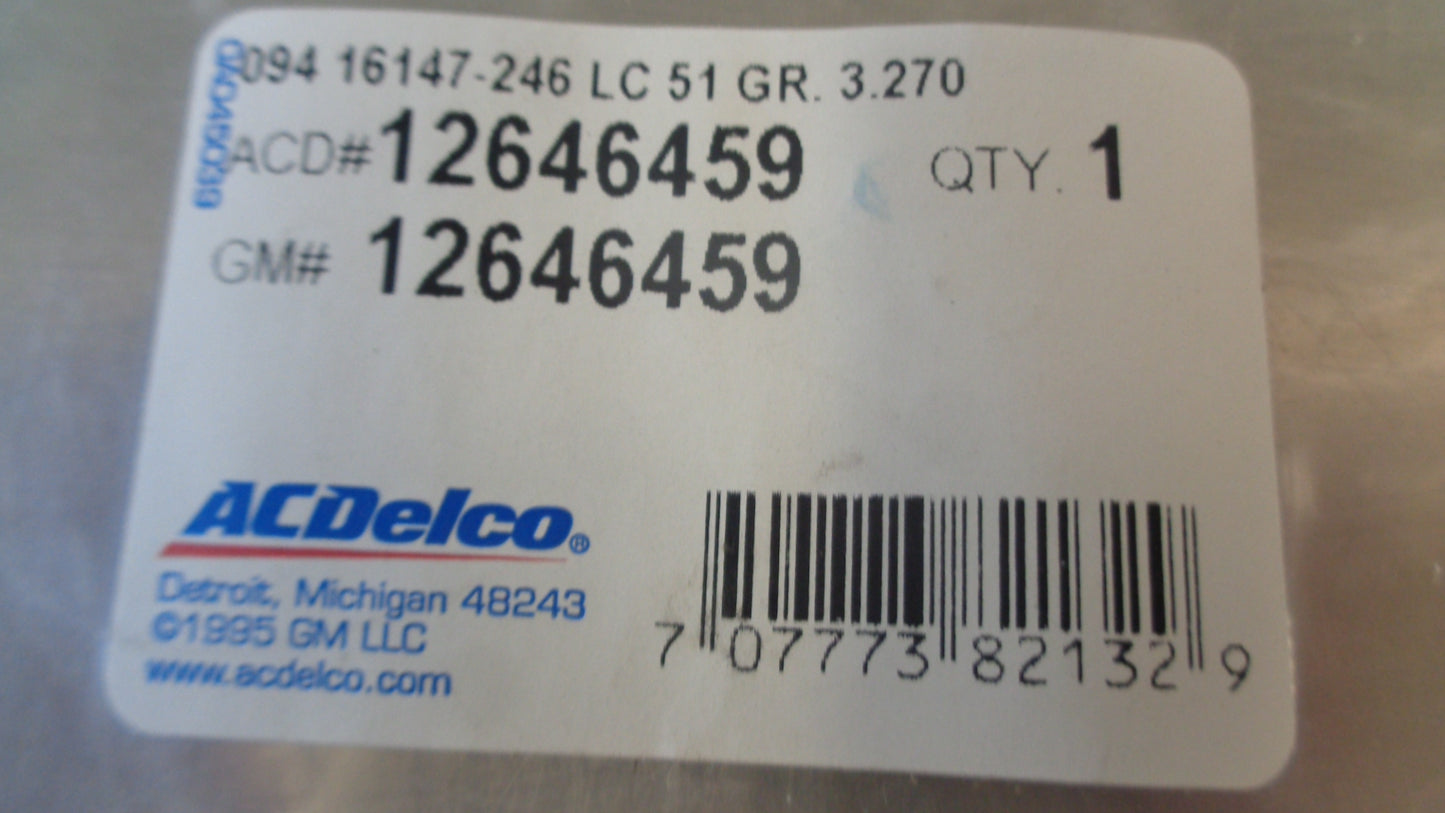 094 16147-246 LC 51 GR. 3.270
ACD# 12646459 QTY. 1
GM# 12646459
ACDelco®
Detroit, Michigan 48243
©1995 GM LLC
www.acdelco.com
7 07773 82132 9